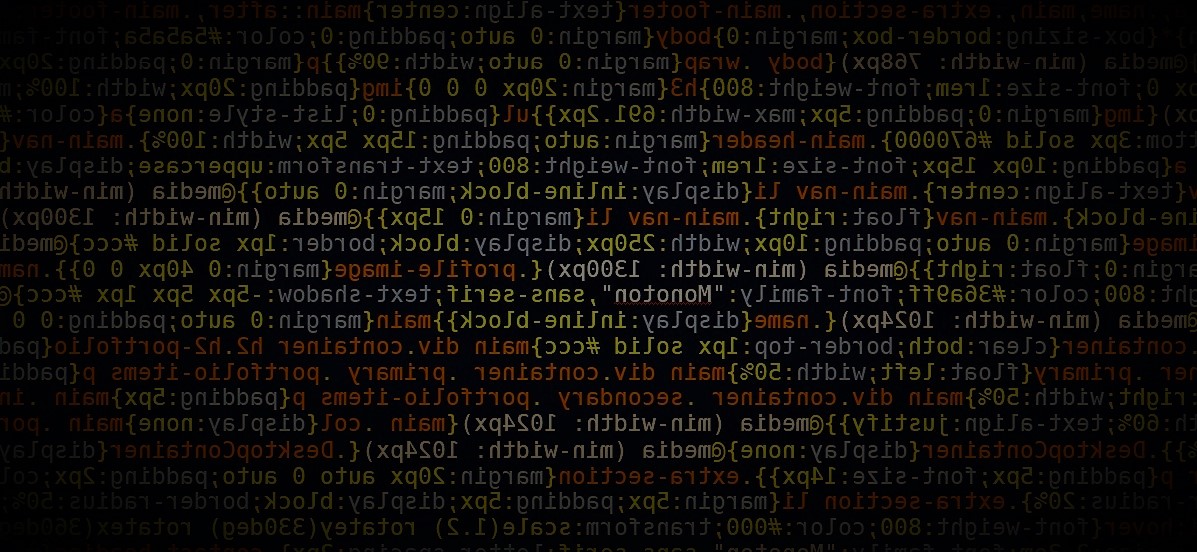 name,main,.extra-section,.main-footer{text-align:center}main::after,.main-footer
*{box-sizing:border-box;margin:0}body{margin:0 auto;padding:0;color:#5a5a5a;font-fam
@media (min-width: 768px){body .wrap{margin:0 auto;width:90%}}p{margin:0;padding:20px
x 0;font-size:1rem;font-weight:800}h3{margin:20px 0 0 0}img{padding:20px;width:100%;m
x){img{margin:0;padding:5px;max-width:691.2px}}ul{padding:0;list-style:none}a{color:#
ttom:3px solid #670000}.main-header{margin:auto;padding:15px 5px;width:100%}.main-nav{
a{padding:10px 15px;font-size:1rem;font-weight:800;text-transform:uppercase;display:b
v{text-align:center}.main-nav li{display:inline-block;margin:0 auto}}@media (min-width
ine-block}.main-nav{float:right}.main-nav li{margin:0 15px}}@media (min-width: 1300px)
image{margin:0 auto;padding:10px;width:250px;display:block;border:1px solid #ccc}@medi
argin:0;float:right}}@media (min-width: 1300px){.profile-image{margin:0 40px 0 0}}.nam
800;color:#36a9ff;font-family:"Monoton",sans-serif;text-shadow:-5px 5px 1px #ccc}@
media (min-width: 1024px){.name{display:inline-block}}main{margin:0 auto;padding:0 0
.container{clear:both;border-top:1px solid #ccc}main div.container h2.h2-portfolio{pad
er .primary{float:left;width:50%}main div.container .primary .portfolio-items p{paddi
:right;width:50%}main div.container .secondary .portfolio-items p{padding:5px}main .in
th:60%;text-align:justify}}@media (min-width: 1024px){main .col{display:none}main .por
%}}.DesktopContainer{display:none}@media (min-width: 1024px){.DesktopContainer{display
p{padding:5px;font-size:14px}}.extra-section{margin:20px auto 0 auto;padding:2px;col
radius:20%}.extra-section li{margin:5px;padding:5px;display:block;border-radius:50%
hover{font-weight:800;color:#000;transform:scale(1.2) rotatey(330deg) rotatex(360deg
font-family:"Monoton",sans-serif;letter-spacing:2px}